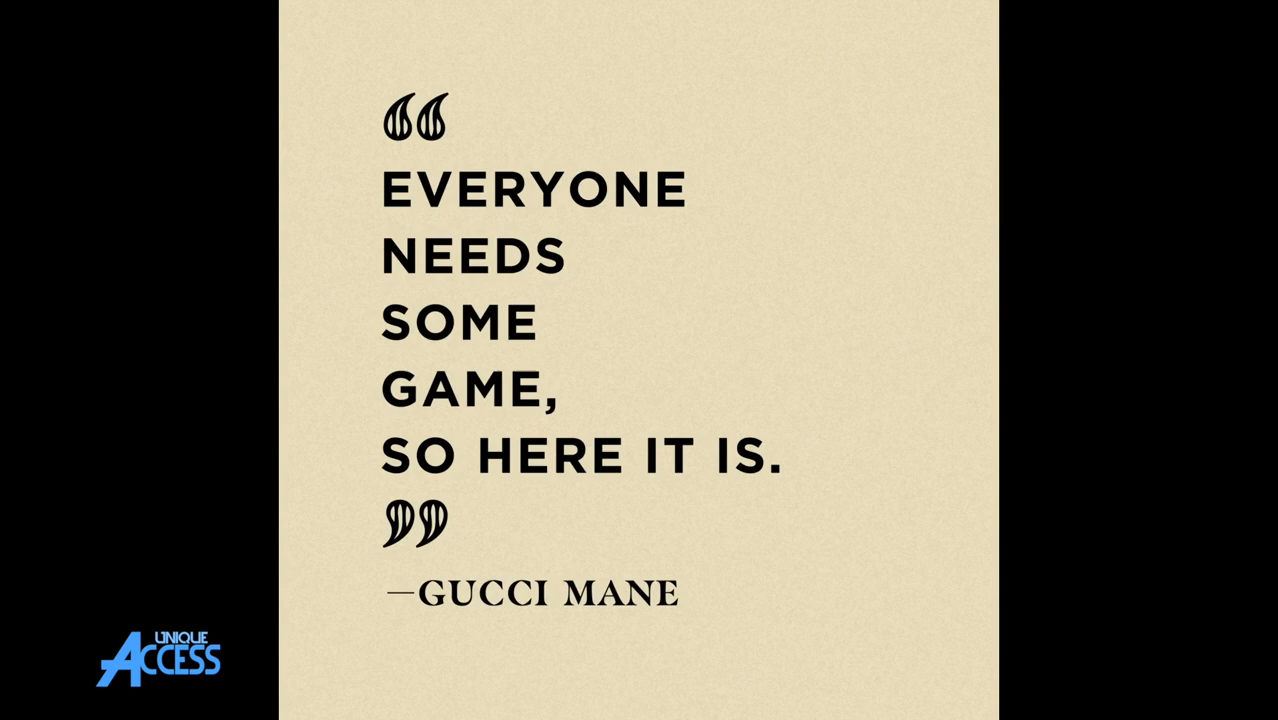 “
EVERYONE
NEEDS
SOME
GAME,
SO HERE IT IS.
”
—GUCCI MANE
UNIQUE
ACCESS